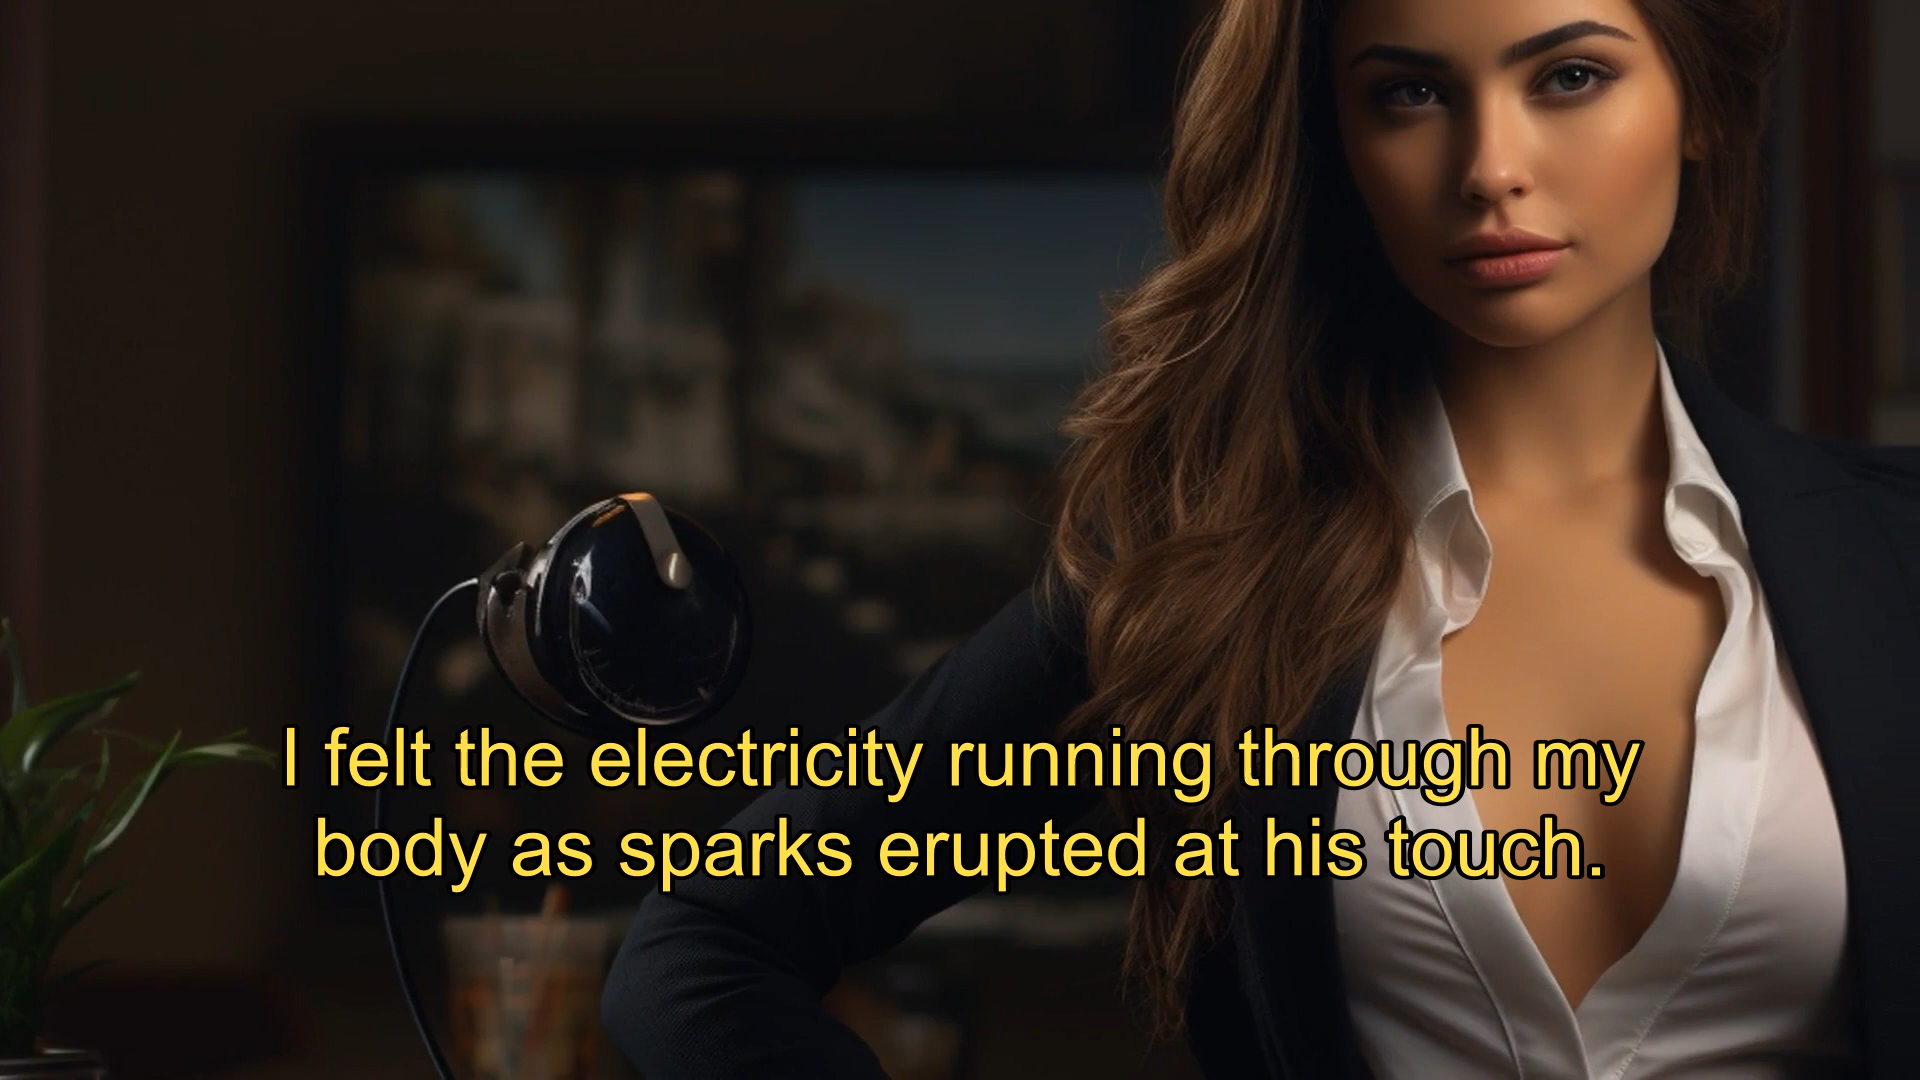 I felt the electricity running through my
body as sparks erupted at his touch.